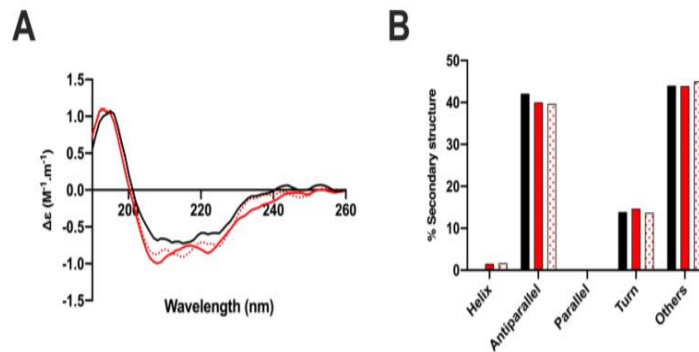 A
B
1.5
1.0
0.5
0.0
-0.5
-1.0
-1.5
200
220
240
260
Δε (M⁻¹.m⁻¹)
Wavelength (nm)
50
40
30
20
10
0
% Secondary structure
Helix
Antiparallel
Parallel
Turn
Others